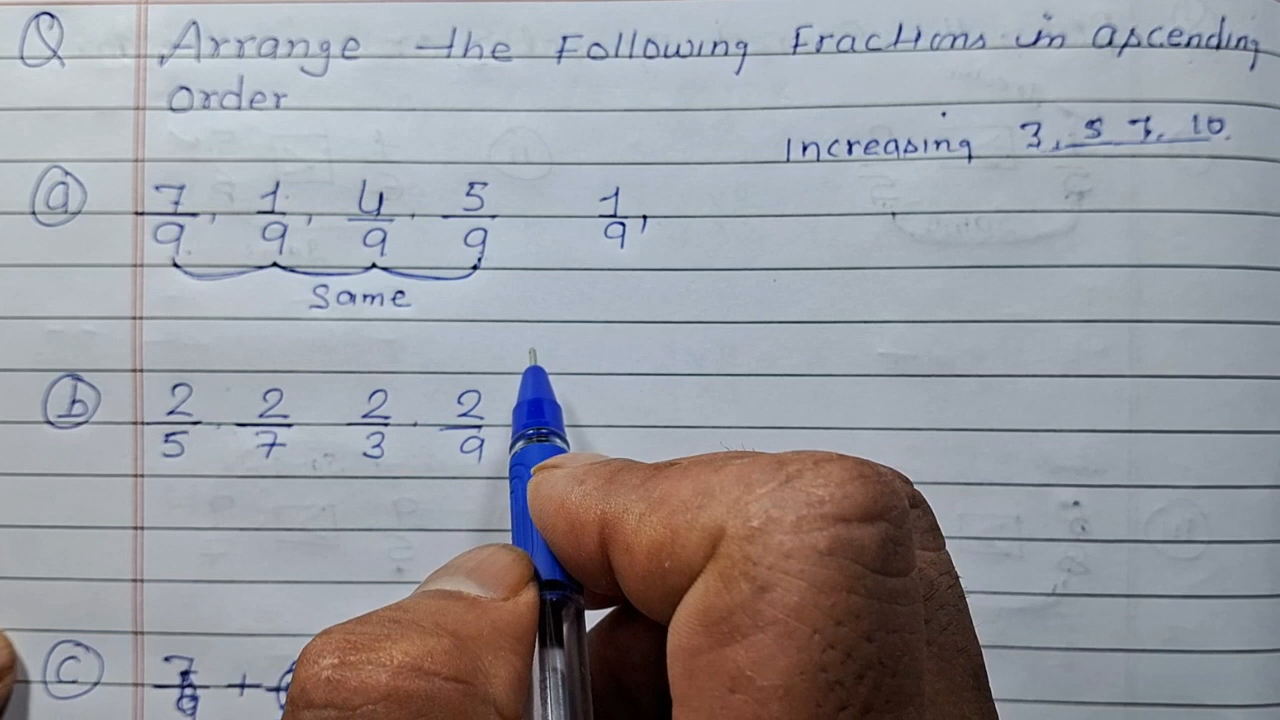 Q Arrange the Following Fractions in ascending
order
Increasing 3, 5 7, 10.
a 7/9, 1/9, 4/9, 5/9 1/9,
Same
b 2/5, 2/7 2/3, 2/9
c +